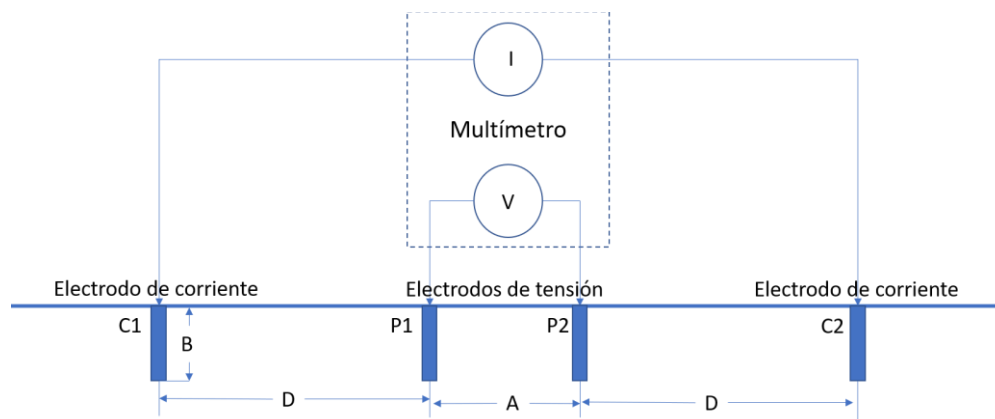 I
Multímetro
V
Electrodo de corriente
Electrodos de tensión
Electrodo de corriente
C1
B
P1
P2
C2
D
A
D